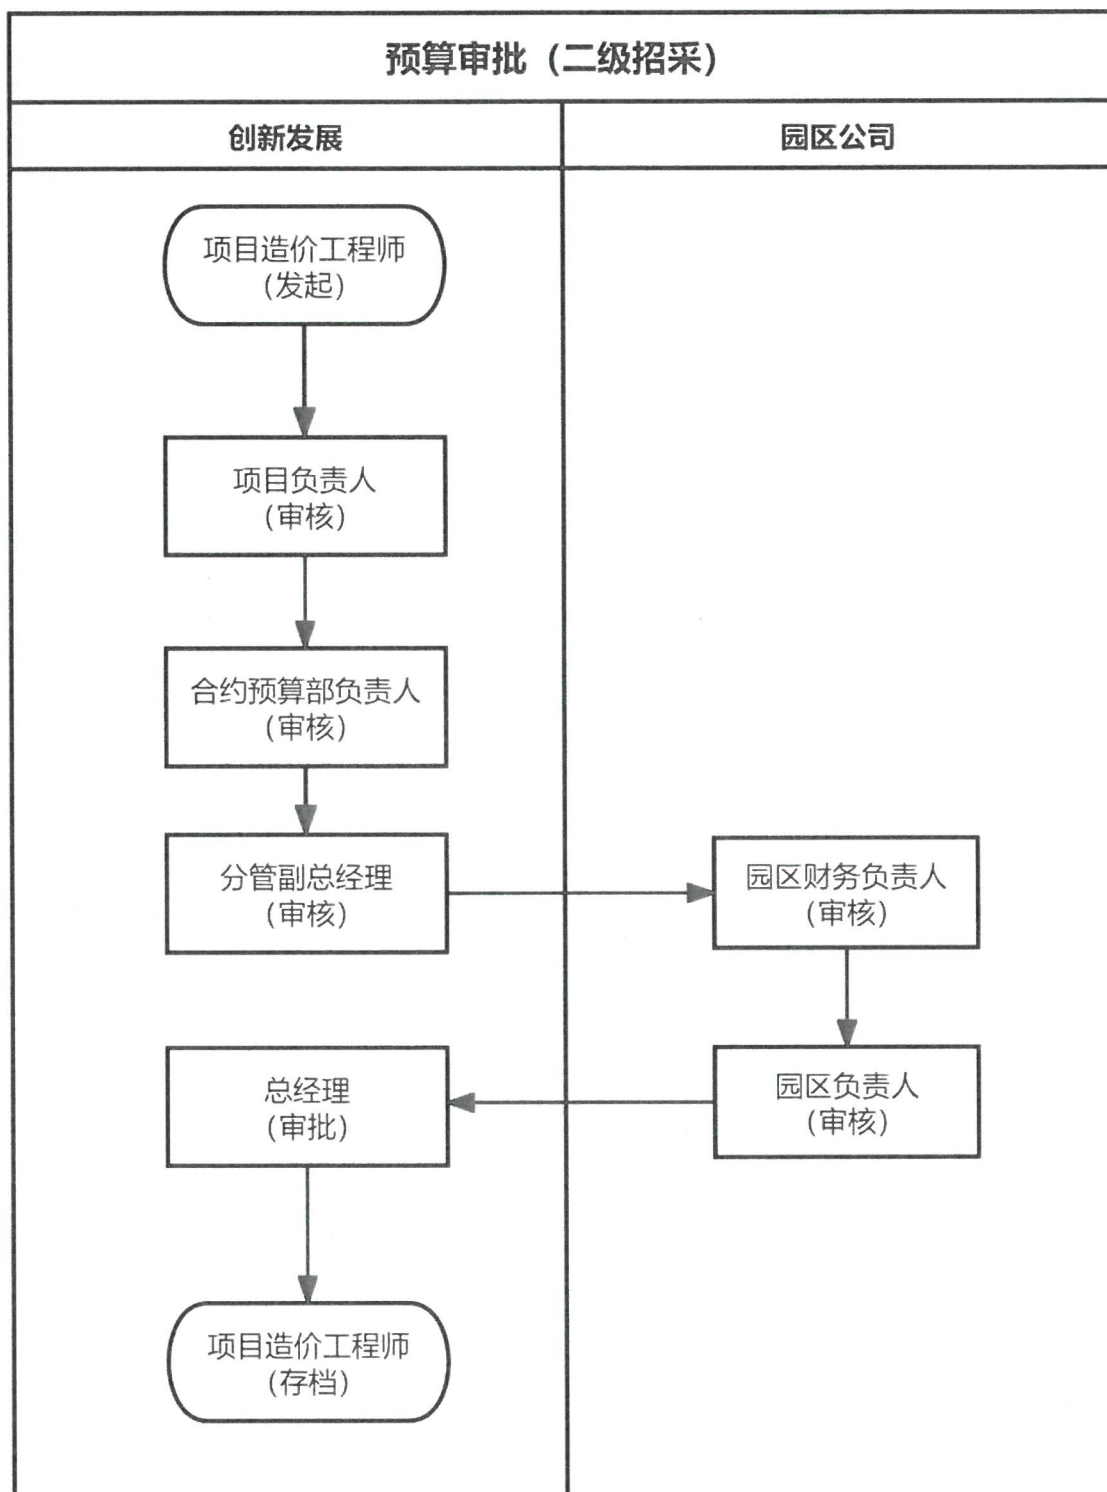 预算审批（二级招采）
创新发展
园区公司
项目造价工程师
（发起）
项目负责人
（审核）
合约预算部负责人
（审核）
分管副总经理
（审核）
园区财务负责人
（审核）
园区负责人
（审核）
总经理
（审批）
项目造价工程师
（存档）